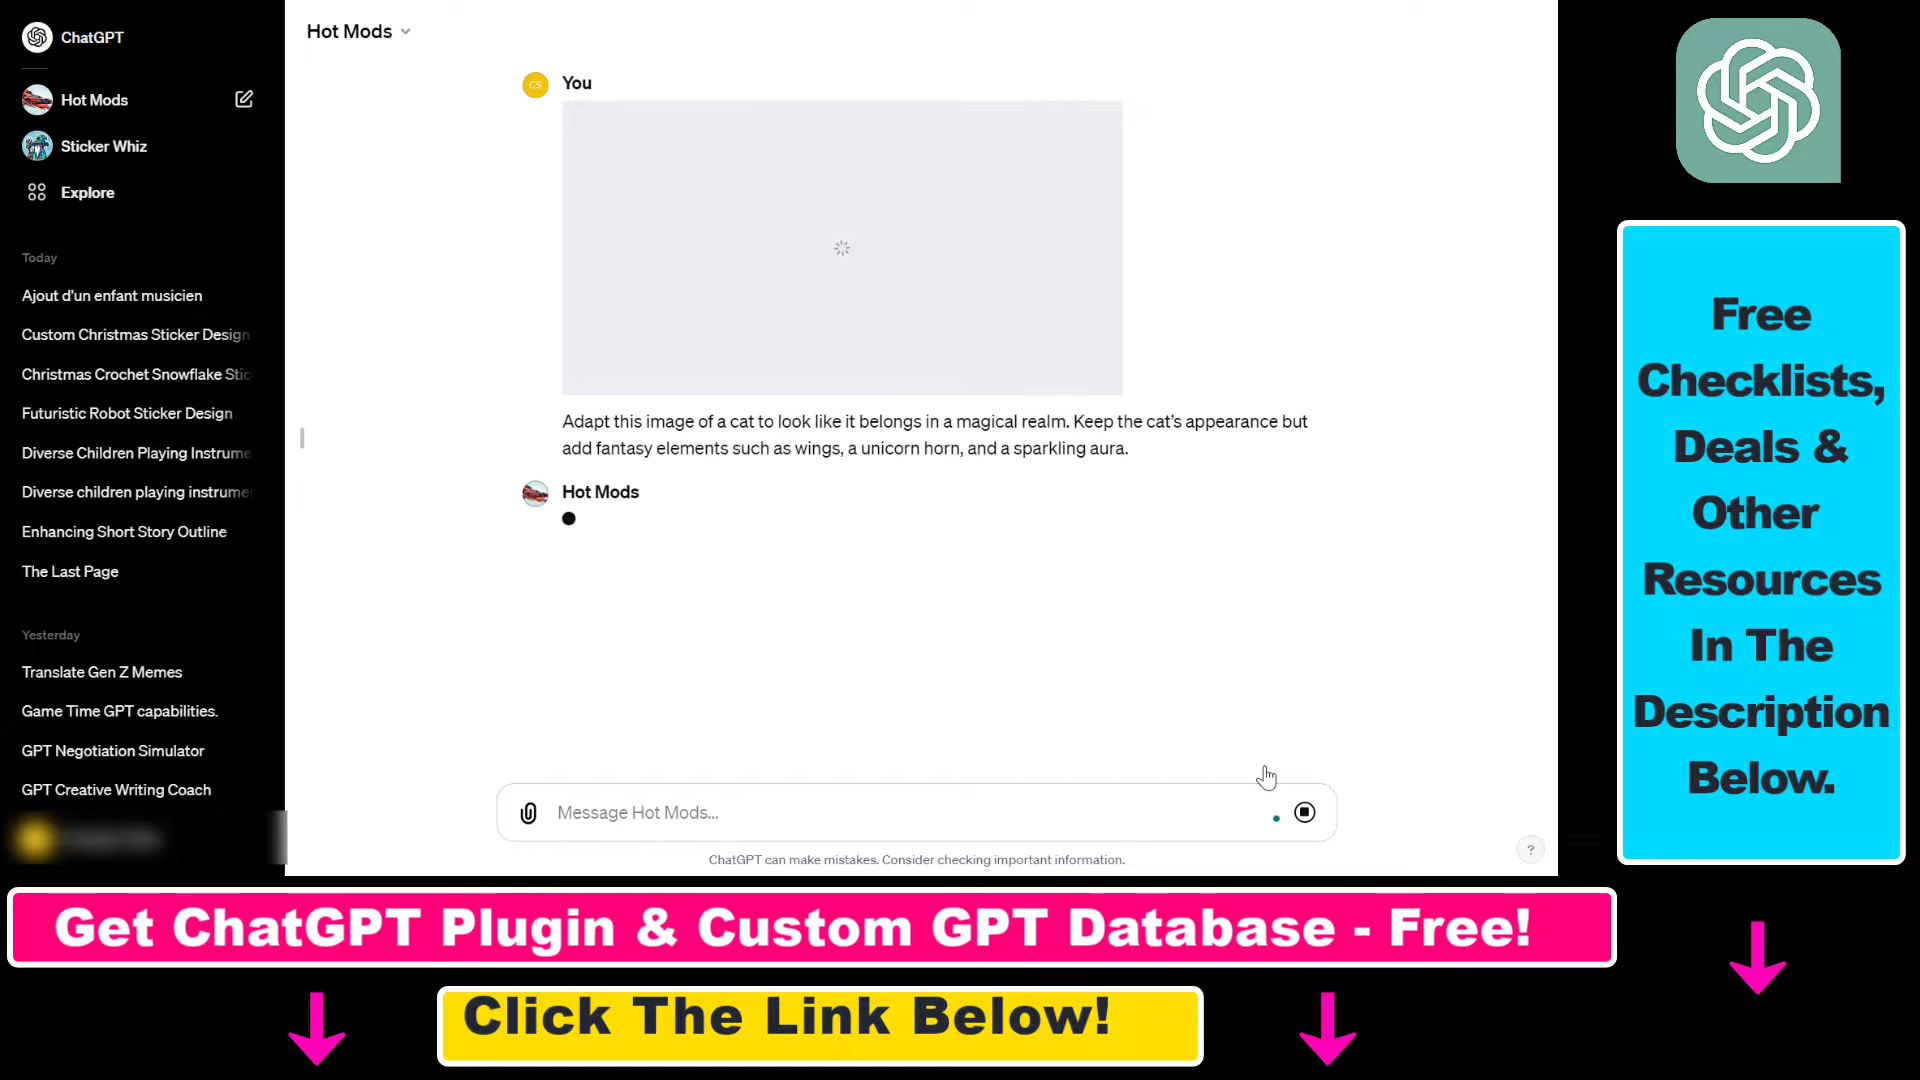 ChatGPT
Hot Mods
Sticker Whiz
Explore
Today
Ajout d'un enfant musicien
Custom Christmas Sticker Design
Christmas Crochet Snowflake Stic
Futuristic Robot Sticker Design
Diverse Children Playing Instrume
Diverse children playing instrumer
Enhancing Short Story Outline
The Last Page
Yesterday
Translate Gen Z Memes
Game Time GPT capabilities.
GPT Negotiation Simulator
GPT Creative Writing Coach
Hot Mods
CS
You
Adapt this image of a cat to look like it belongs in a magical realm. Keep the cat's appearance but
add fantasy elements such as wings, a unicorn horn, and a sparkling aura.
Hot Mods
Message Hot Mods...
ChatGPT can make mistakes. Consider checking important information.
?
Free
Checklists,
Deals &
Other
Resources
In The
Description
Below.
Get ChatGPT Plugin & Custom GPT Database - Free!
Click The Link Below!